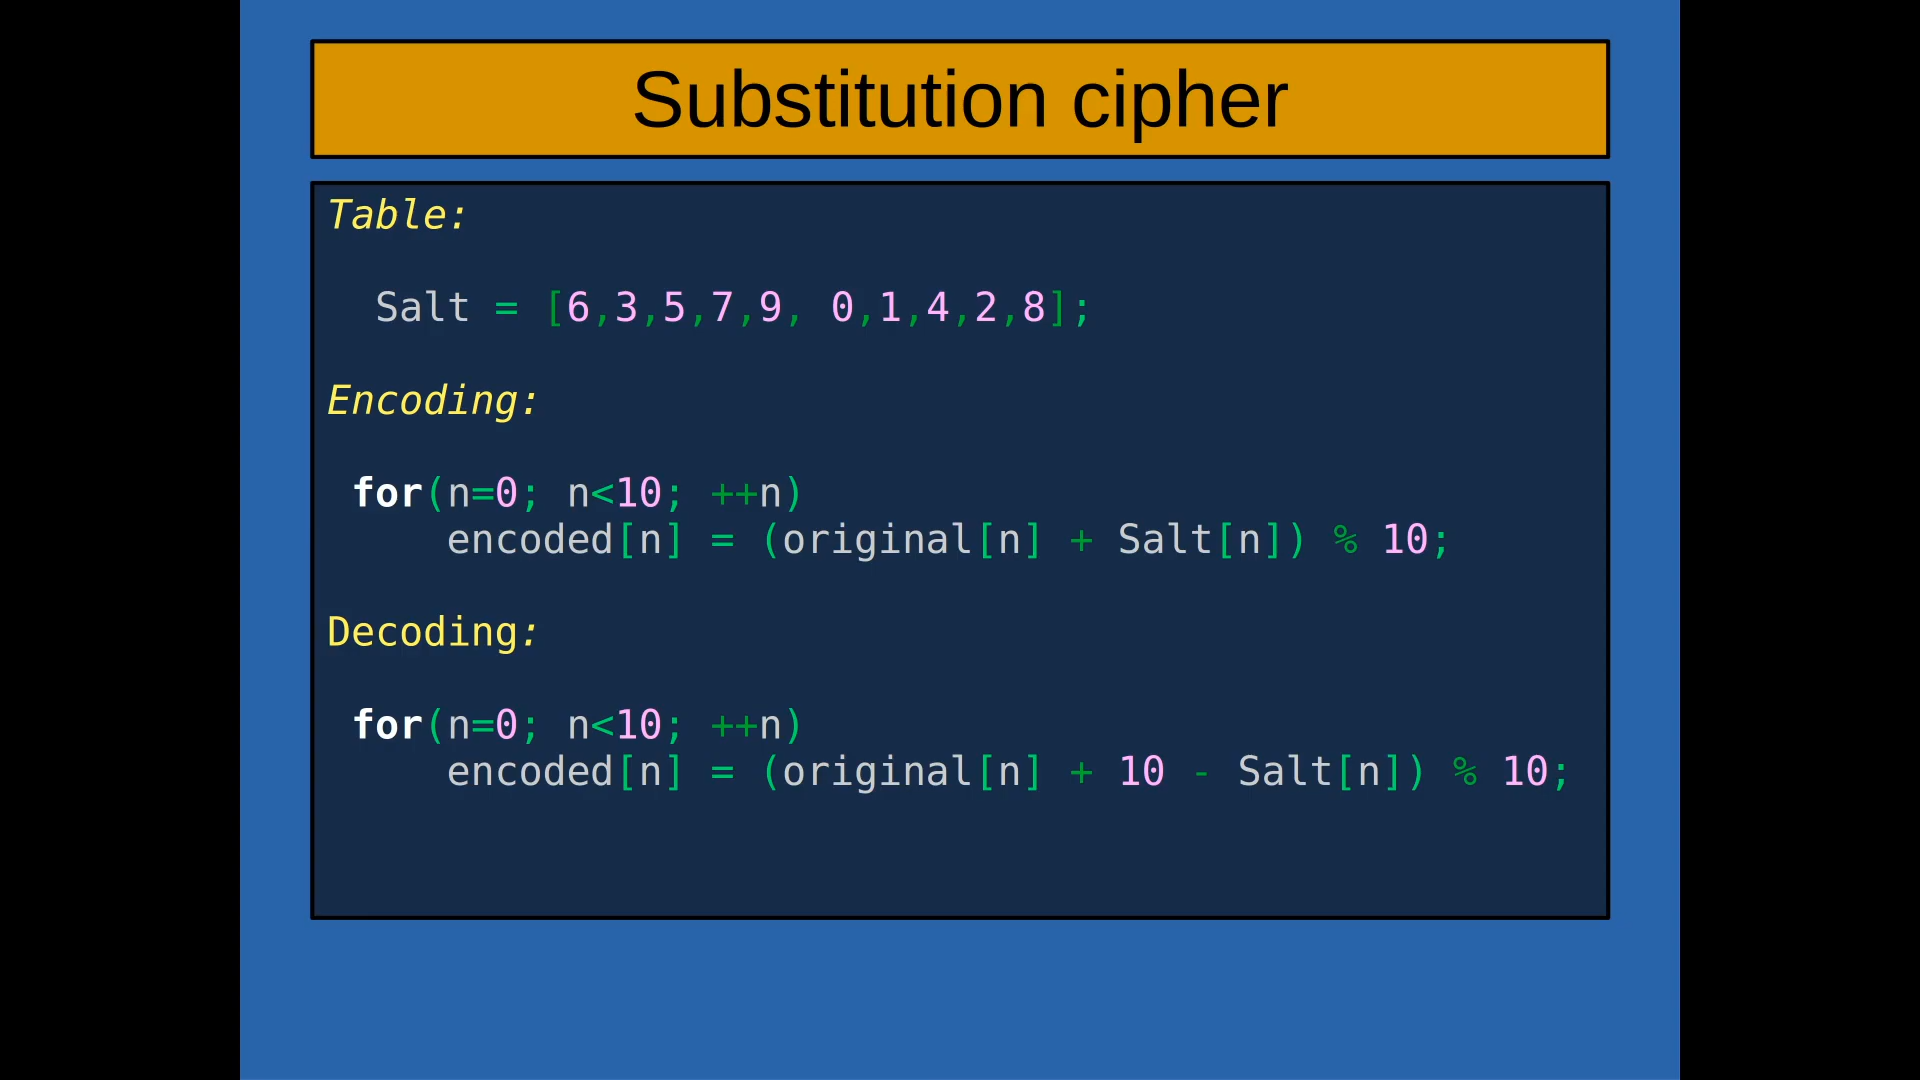 Substitution cipher
Table:
Salt = [6,3,5,7,9, 0,1,4,2,8];
Encoding:
for(n=0; n<10; ++n)
encoded[n] = (original[n] + Salt[n]) % 10;
Decoding:
for(n=0; n<10; ++n)
encoded[n] = (original[n] + 10 - Salt[n]) % 10;